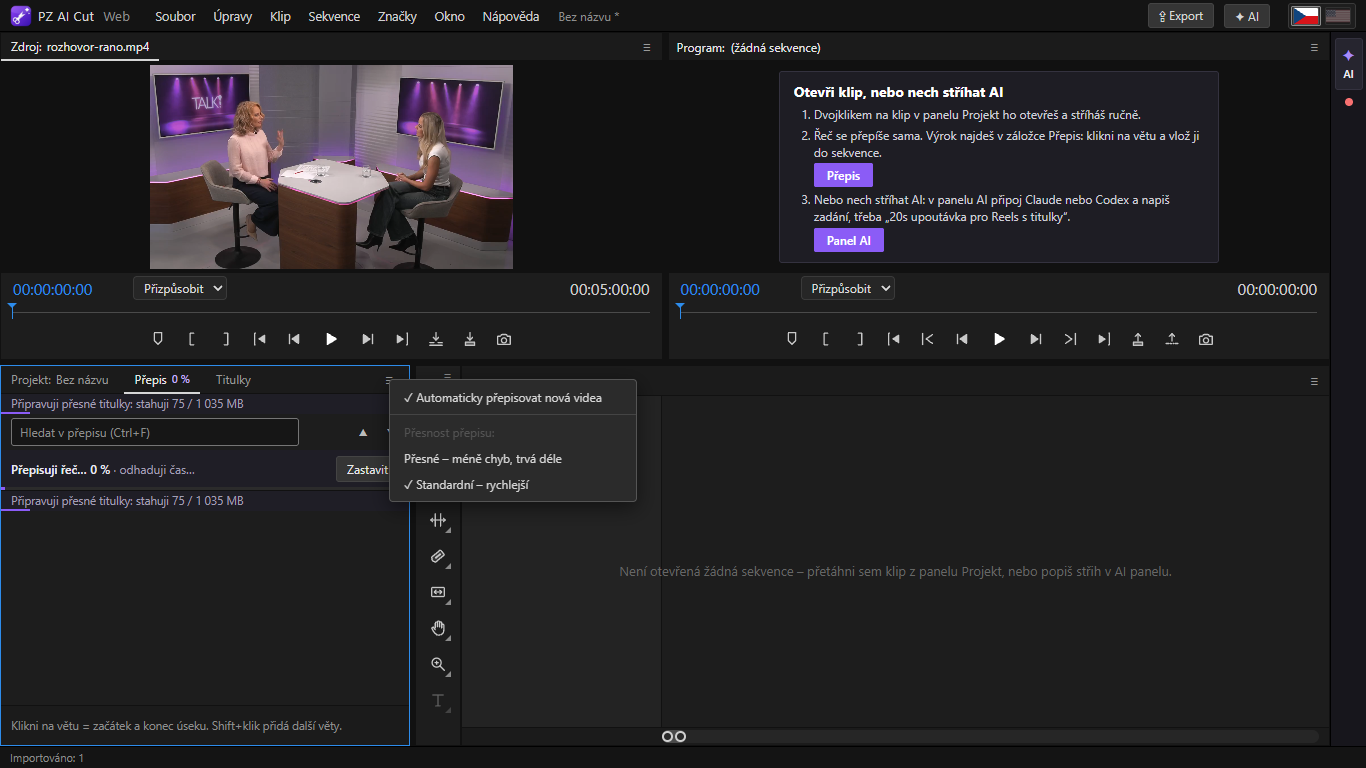 PZ AI Cut Web Soubor Úpravy Klip Sekvence Značky Okno Nápověda Bez názvu * Export AI
Zdroj: rozhovor-rano.mp4
Program: (žádná sekvence)
AI
TALK?
Otevři klip, nebo nech stříhat AI
1. Dvojklikem na klip v panelu Projekt ho otevřeš a stříháš ručně.
2. Řeč se přepíše sama. Výrok najdeš v záložce Přepis: klikni na větu a vlož ji
do sekvence.
Přepis
3. Nebo nech stříhat AI: v panelu AI připoj Claude nebo Codex a napiš
zadání, třeba „20s upoutávka pro Reels s titulky“.
Panel AI
00:00:00:00 Přizpůsobit 00:05:00:00
00:00:00:00 Přizpůsobit 00:00:00:00
Projekt: Bez názvu Přepis 0 % Titulky
Připravuji přesné titulky: stahuji 75 / 1 035 MB
Hledat v přepisu (Ctrl+F)
Přepisuji řeč... 0 % · odhaduji čas... Zastavit
Připravuji přesné titulky: stahuji 75 / 1 035 MB
✓ Automaticky přepisovat nová videa
Přesnost přepisu:
Přesné – méně chyb, trvá déle
✓ Standardní – rychlejší
Není otevřená žádná sekvence – přetáhni sem klip z panelu Projekt, nebo popiš střih v AI panelu.
Klikni na větu = začátek a konec úseku. Shift+klik přidá další věty.
Importováno: 1